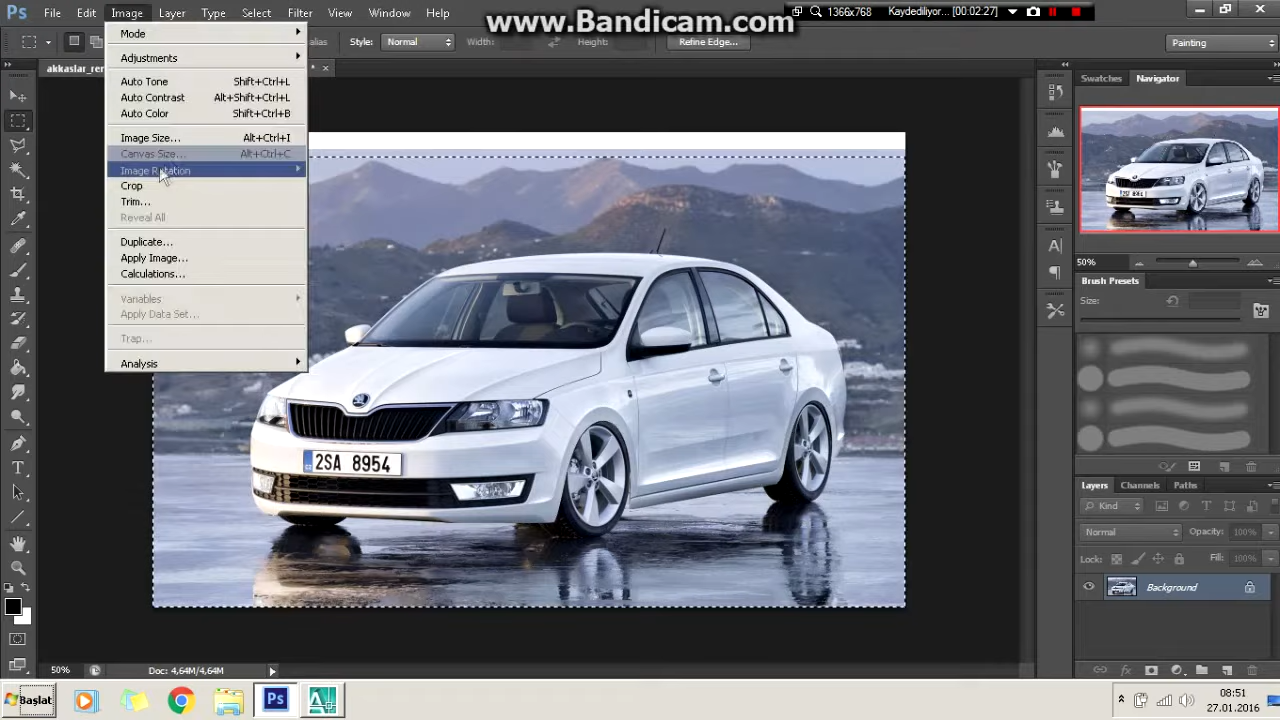 Ps File Edit Image Layer Type Select Filter View Window Help
www.Bandicam.com
1366x768 Kaydediliyor... [00:02:27]
alias Style: Normal Width: Height: Refine Edge... Painting
akkaslar_ * ×
Mode
Adjustments
Auto Tone Shift+Ctrl+L
Auto Contrast Alt+Shift+Ctrl+L
Auto Color Shift+Ctrl+B
Image Size... Alt+Ctrl+I
Canvas Size... Alt+Ctrl+C
Image Rotation
Crop
Trim...
Reveal All
Duplicate...
Apply Image...
Calculations...
Variables
Apply Data Set...
Trap...
Analysis
2SA 8954
Swatches Navigator
50%
Brush Presets
Size:
Layers Channels Paths
Kind
Normal Opacity: 100%
Lock: Fill: 100%
Background
50% Doc: 4,64M/4,64M
Başlat Ps
08:51
27.01.2016